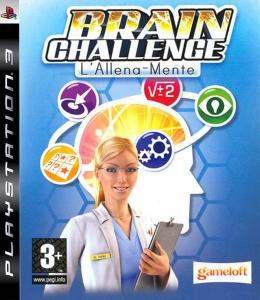 PLAYSTATION 3
BRAIN
CHALLENGE
L'Allena-Mente
√±2
3+
www.pegi.info
gameloft